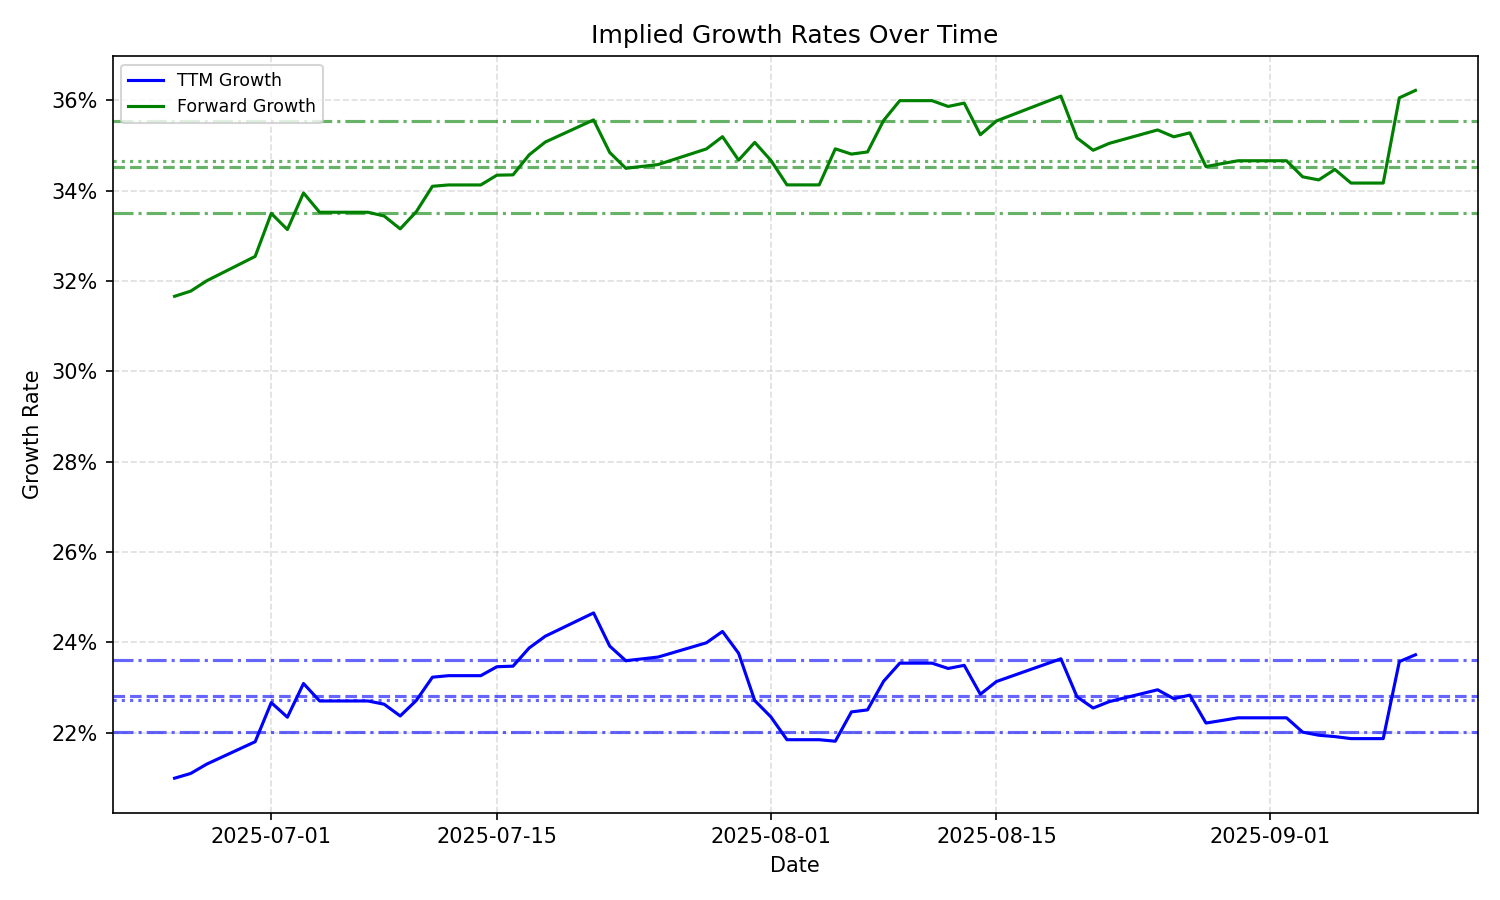 Implied Growth Rates Over Time
TTM Growth
Forward Growth
36%
34%
32%
30%
28%
26%
24%
22%
Growth Rate
2025-07-01
2025-07-15
2025-08-01
2025-08-15
2025-09-01
Date